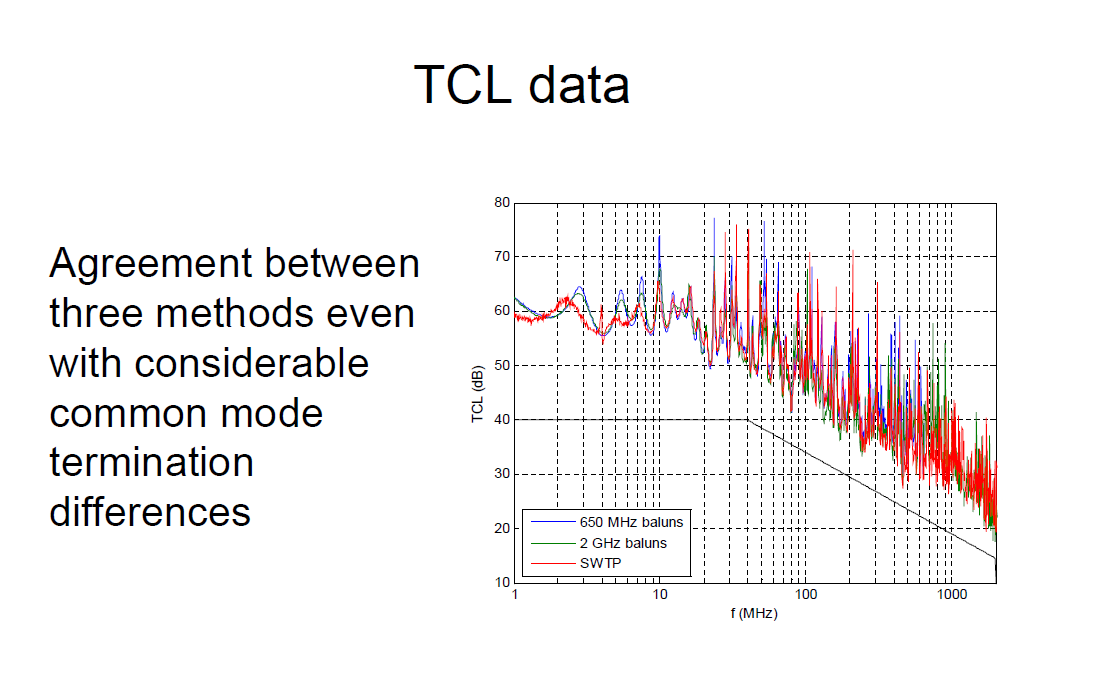 TCL data
Agreement between
three methods even
with considerable
common mode
termination
differences
80
70
60
50
40
30
20
10
TCL (dB)
650 MHz baluns
2 GHz baluns
SWTP
1
10
100
1000
f (MHz)